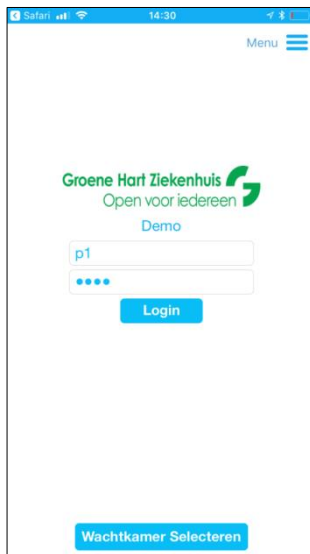 Safari 14:30
Menu
Groene Hart Ziekenhuis
Open voor iedereen
Demo
p1
••••
Login
Wachtkamer Selecteren